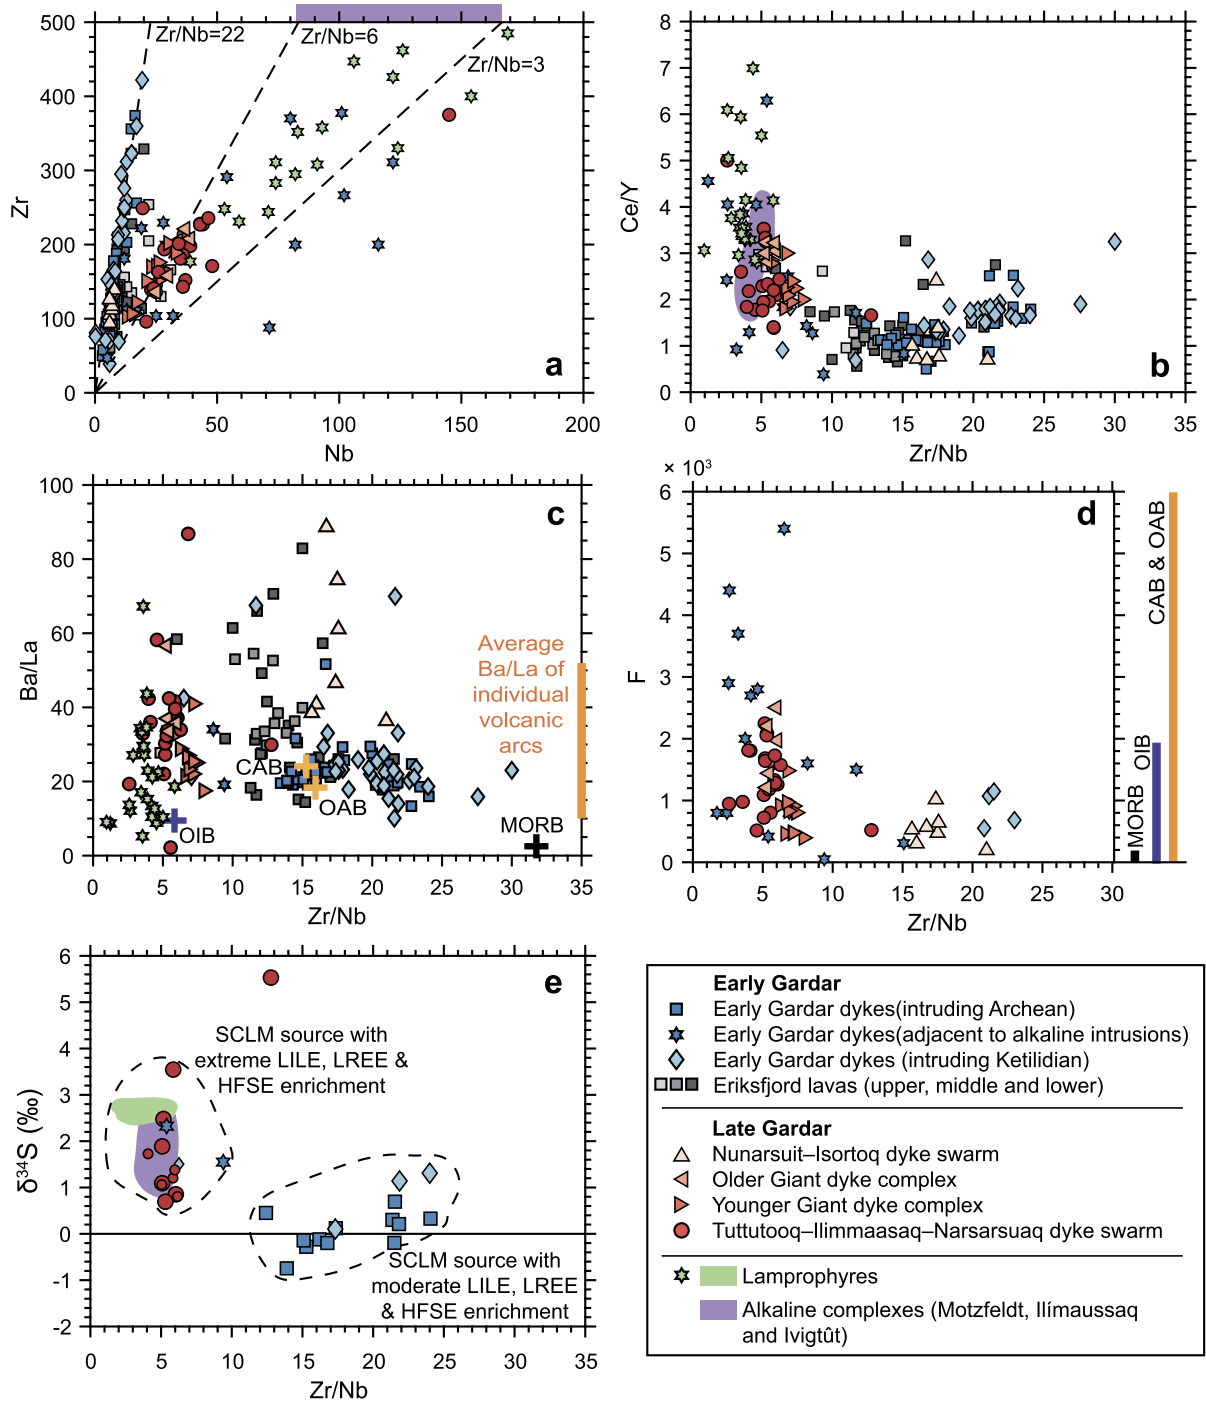 500
400
300
200
100
0
Zr
Zr/Nb=22
Zr/Nb=6
Zr/Nb=3
a
0
50
100
150
200
Nb
8
7
6
5
4
3
2
1
0
Ce/Y
b
0
5
10
15
20
25
30
35
Zr/Nb
100
80
60
40
20
0
Ba/La
c
Average
Ba/La of
individual
volcanic
arcs
CAB
OAB
OIB
MORB
0
5
10
15
20
25
30
35
Zr/Nb
× 10³
6
5
4
3
2
1
0
F
d
MORB
OIB
CAB & OAB
0
5
10
15
20
25
30
Zr/Nb
6
5
4
3
2
1
0
-1
-2
δ³⁴S (‰)
e
SCLM source with
extreme LILE, LREE &
HFSE enrichment
SCLM source with
moderate LILE, LREE
& HFSE enrichment
0
5
10
15
20
25
30
35
Zr/Nb
Early Gardar
Early Gardar dykes(intruding Archean)
Early Gardar dykes(adjacent to alkaline intrusions)
Early Gardar dykes (intruding Ketilidian)
Eriksfjord lavas (upper, middle and lower)
Late Gardar
Nunarsuit–Isortoq dyke swarm
Older Giant dyke complex
Younger Giant dyke complex
Tuttutooq–Ilimmaasaq–Narsarsuaq dyke swarm
Lamprophyres
Alkaline complexes (Motzfeldt, Ilímaussaq
and Ivigtût)